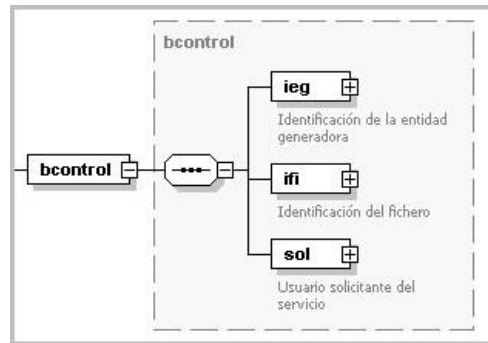 bcontrol
ieg
Identificación de la entidad
generadora
bcontrol
ifi
Identificación del fichero
sol
Usuario solicitante del
servicio